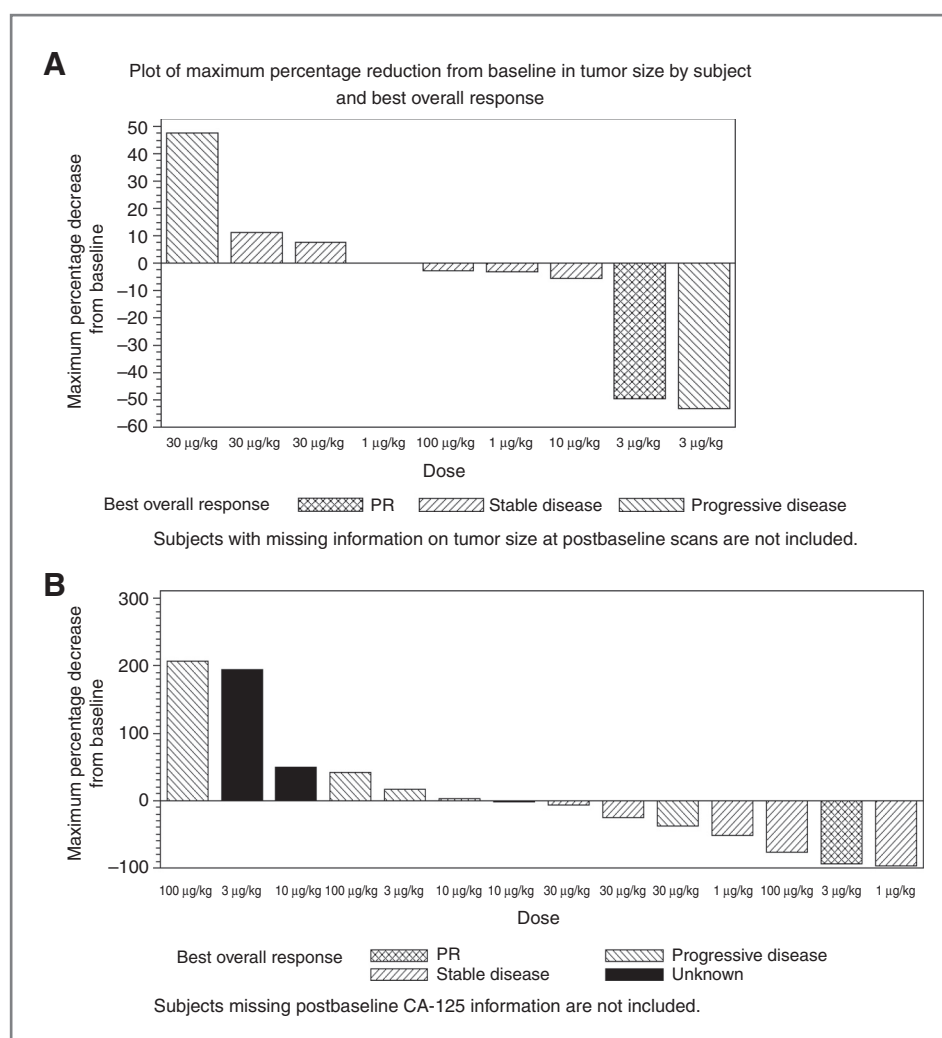 A
Plot of maximum percentage reduction from baseline in tumor size by subject
and best overall response
Maximum percentage decrease
from baseline
50
40
30
20
10
0
–10
–20
–30
–40
–50
–60
30 µg/kg 30 µg/kg 30 µg/kg 1 µg/kg 100 µg/kg 1 µg/kg 10 µg/kg 3 µg/kg 3 µg/kg
Dose
Best overall response PR Stable disease Progressive disease
Subjects with missing information on tumor size at postbaseline scans are not included.
B
Maximum percentage decrease
from baseline
300
200
100
0
–100
100 µg/kg 3 µg/kg 10 µg/kg 100 µg/kg 3 µg/kg 10 µg/kg 10 µg/kg 30 µg/kg 30 µg/kg 30 µg/kg 1 µg/kg 100 µg/kg 3 µg/kg 1 µg/kg
Dose
Best overall response PR Progressive disease
Stable disease Unknown
Subjects missing postbaseline CA-125 information are not included.